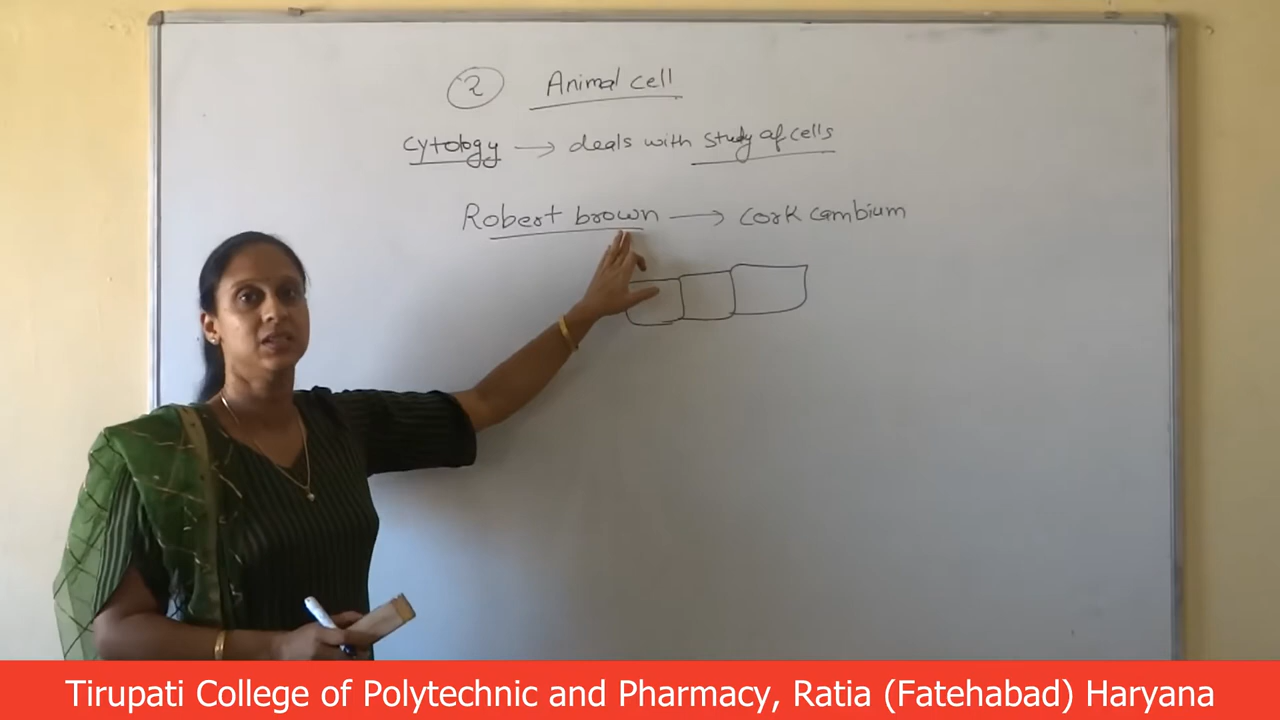 2 Animal cell
cytology → deals with study of cells
Robert brown → cork cambium
Tirupati College of Polytechnic and Pharmacy, Ratia (Fatehabad) Haryana